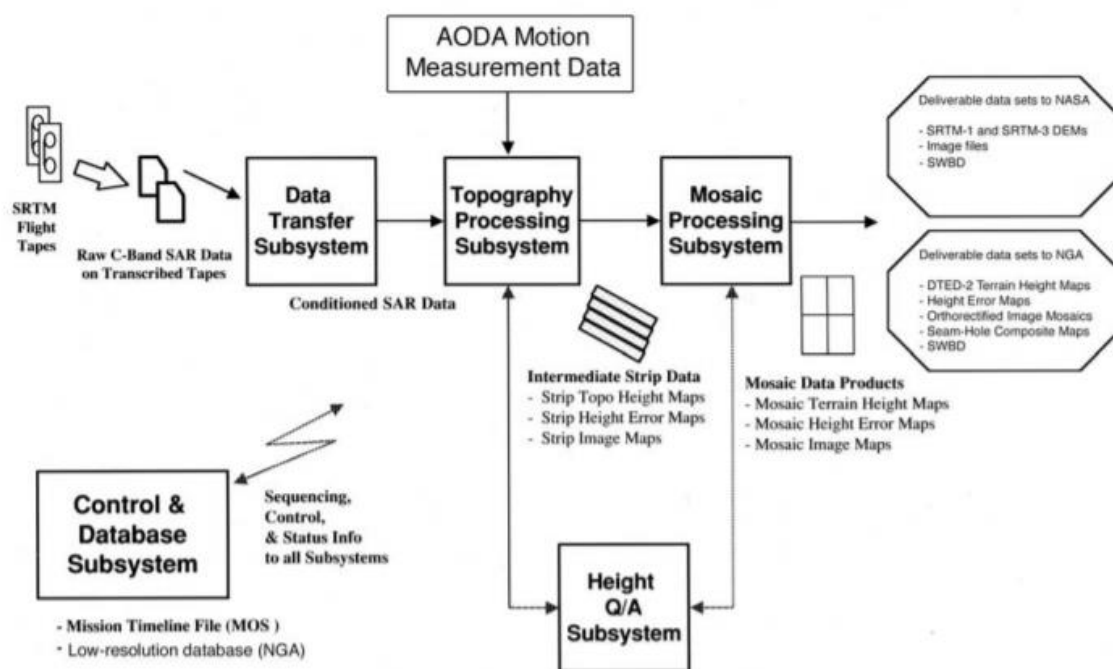 AODA Motion
Measurement Data
Deliverable data sets to NASA
- SRTM-1 and SRTM-3 DEMs
- Image files
- SWBD
SRTM
Flight
Tapes
Raw C-Band SAR Data
on Transcribed Tapes
Data
Transfer
Subsystem
Topography
Processing
Subsystem
Mosaic
Processing
Subsystem
Conditioned SAR Data
Deliverable data sets to NGA
- DTED-2 Terrain Height Maps
- Height Error Maps
- Orthorectified Image Mosaics
- Seam-Hole Composite Maps
- SWBD
Intermediate Strip Data
- Strip Topo Height Maps
- Strip Height Error Maps
- Strip Image Maps
Mosaic Data Products
- Mosaic Terrain Height Maps
- Mosaic Height Error Maps
- Mosaic Image Maps
Control &
Database
Subsystem
Sequencing,
Control,
& Status Info
to all Subsystems
- Mission Timeline File (MOS )
- Low-resolution database (NGA)
Height
Q/A
Subsystem